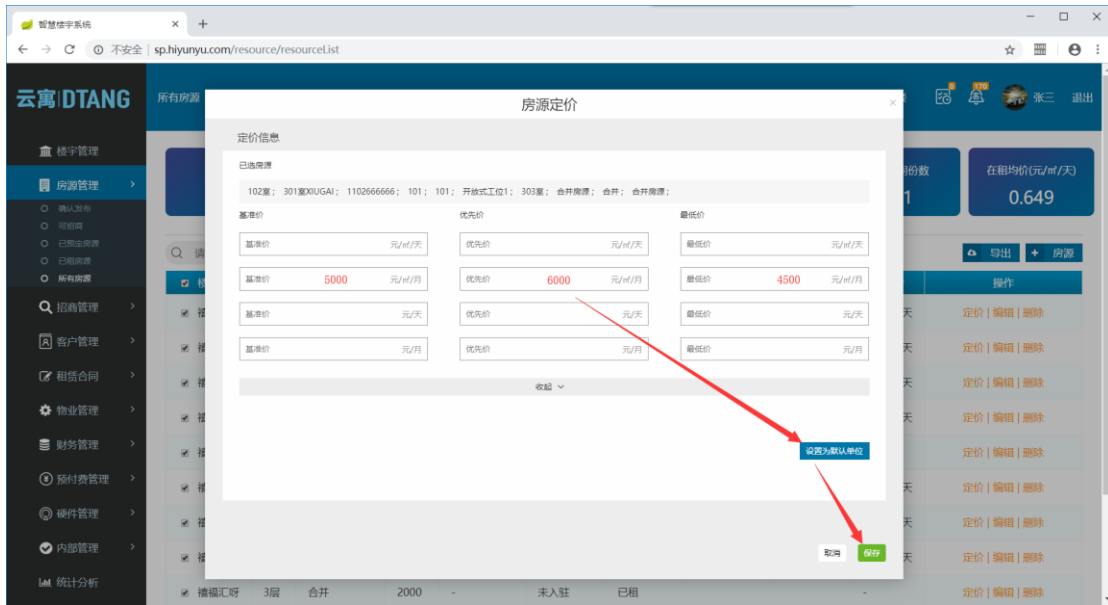 智慧楼宇系统
不安全 | sp.hiyunyu.com/resource/resourceList
云寓|DTANG
所有房源
房源定价
170
张三
退出
楼宇管理
定价信息
房源管理
已选房源
在租均价(元/㎡/天)
0.649
102室; 301室XIUGAI; 1102666666; 101; 101; 开放式工位1; 303室; 合并房源; 合并; 合并房源;
确认发布
可招商
已预定房源
已租房源
所有房源
基准价 优先价 最低价
基准价 元/㎡/天 优先价 元/㎡/天 最低价 元/㎡/天
导出 房源
基准价 5000 元/㎡/月 优先价 6000 元/㎡/月 最低价 4500 元/㎡/月
操作
招商管理
基准价 元/天 优先价 元/天 最低价 元/天
天 定价 | 编辑 | 删除
客户管理
基准价 元/月 优先价 元/月 最低价 元/月
天 定价 | 编辑 | 删除
租赁合同
收起
天 定价 | 编辑 | 删除
物业管理
天 定价 | 编辑 | 删除
财务管理
设置为默认单位
定价 | 编辑 | 删除
预付费管理
天 定价 | 编辑 | 删除
硬件管理
天 定价 | 编辑 | 删除
内部管理
取消 保存
天 定价 | 编辑 | 删除
统计分析
禧福汇呀 3层 合并 2000 - 未入驻 已租 - 定价 | 编辑 | 删除